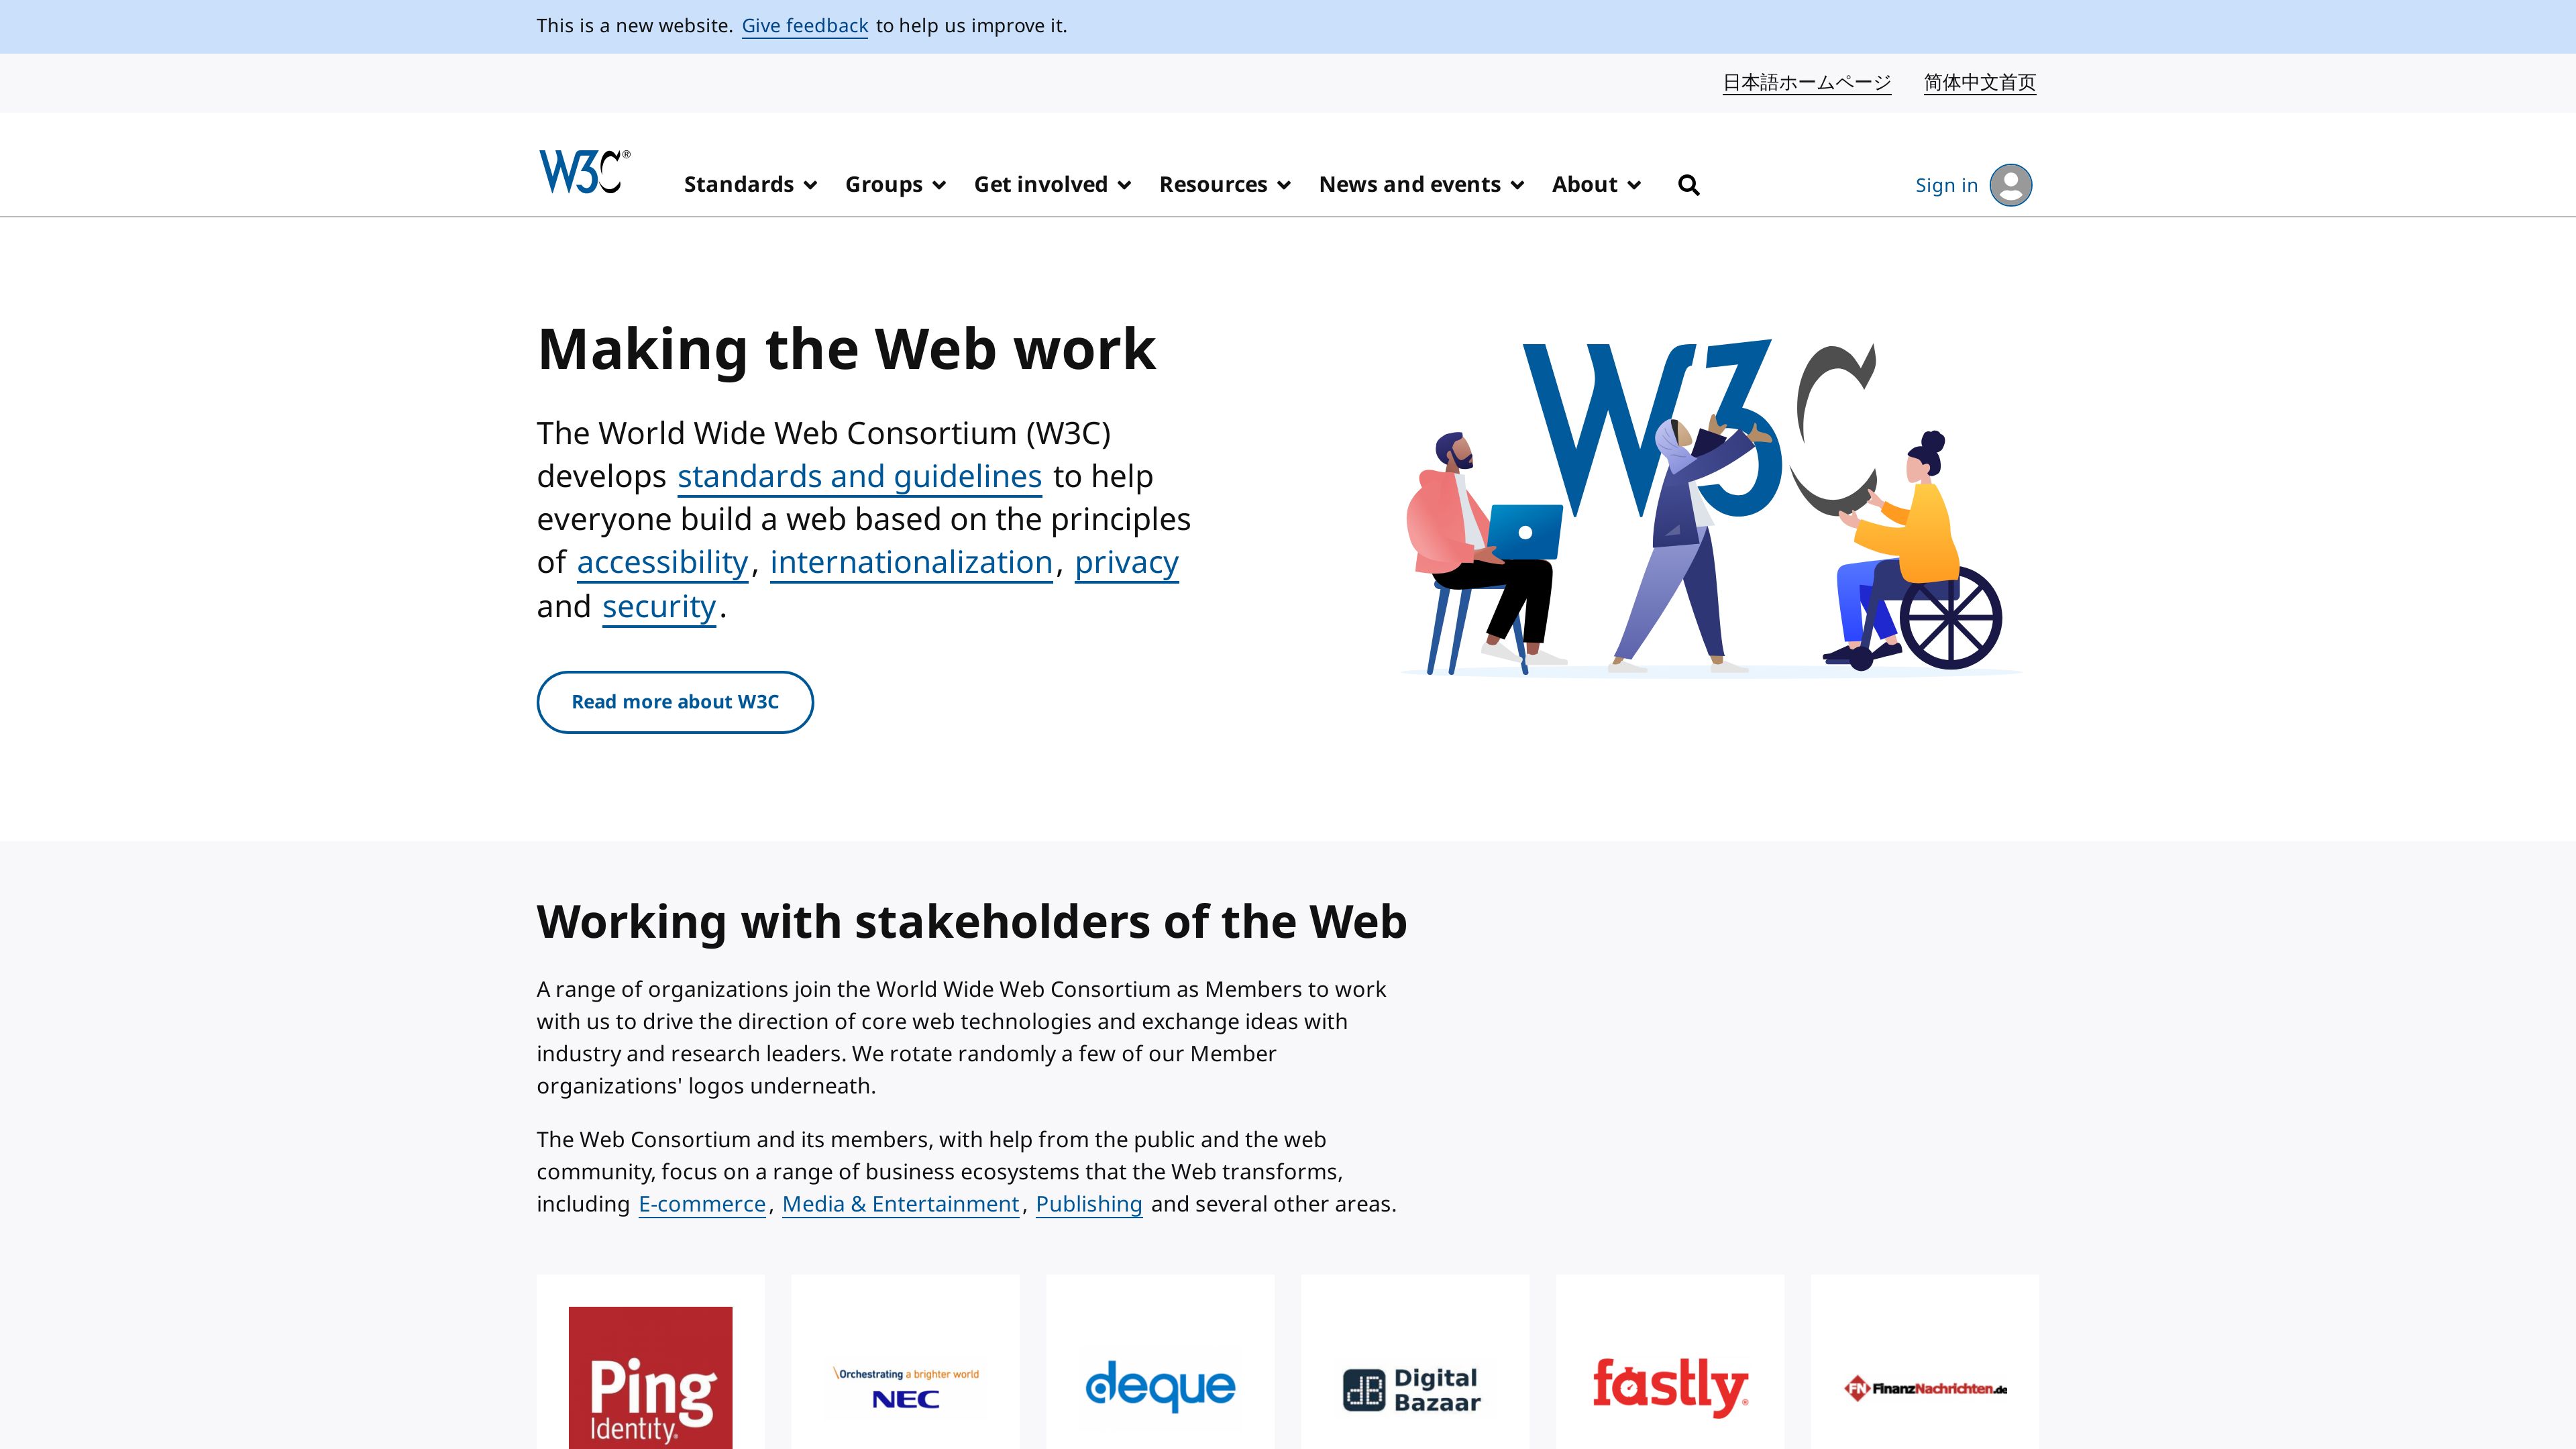 This is a new website. Give feedback to help us improve it.
日本語ホームページ 简体中文首页
W3C®
Standards Groups Get involved Resources News and events About Sign in
Making the Web work
The World Wide Web Consortium (W3C)
develops standards and guidelines to help
everyone build a web based on the principles
of accessibility, internationalization, privacy
and security.
W3C
Read more about W3C
Working with stakeholders of the Web
A range of organizations join the World Wide Web Consortium as Members to work
with us to drive the direction of core web technologies and exchange ideas with
industry and research leaders. We rotate randomly a few of our Member
organizations' logos underneath.
The Web Consortium and its members, with help from the public and the web
community, focus on a range of business ecosystems that the Web transforms,
including E-commerce, Media & Entertainment, Publishing and several other areas.
Ping
Identity®
\Orchestrating a brighter world
NEC
deque
dB Digital
Bazaar
fastly®
FN FinanzNachrichten.de